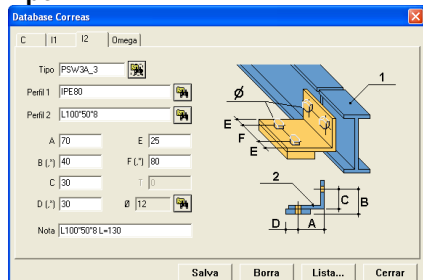 Database Correas
C I1 I2 Omega
Tipo PSW3A_3
Perfil 1 IPE80
Perfil 2 L100*50*8
A 70 E 25
B (.*) 40 F (.*) 80
C 30 T 0
D (.*) 30 Ø 12
Nota L100*50*8 L=130
1
Ø
E
F
E
2
C B
D A
Salva Borra Lista... Cerrar